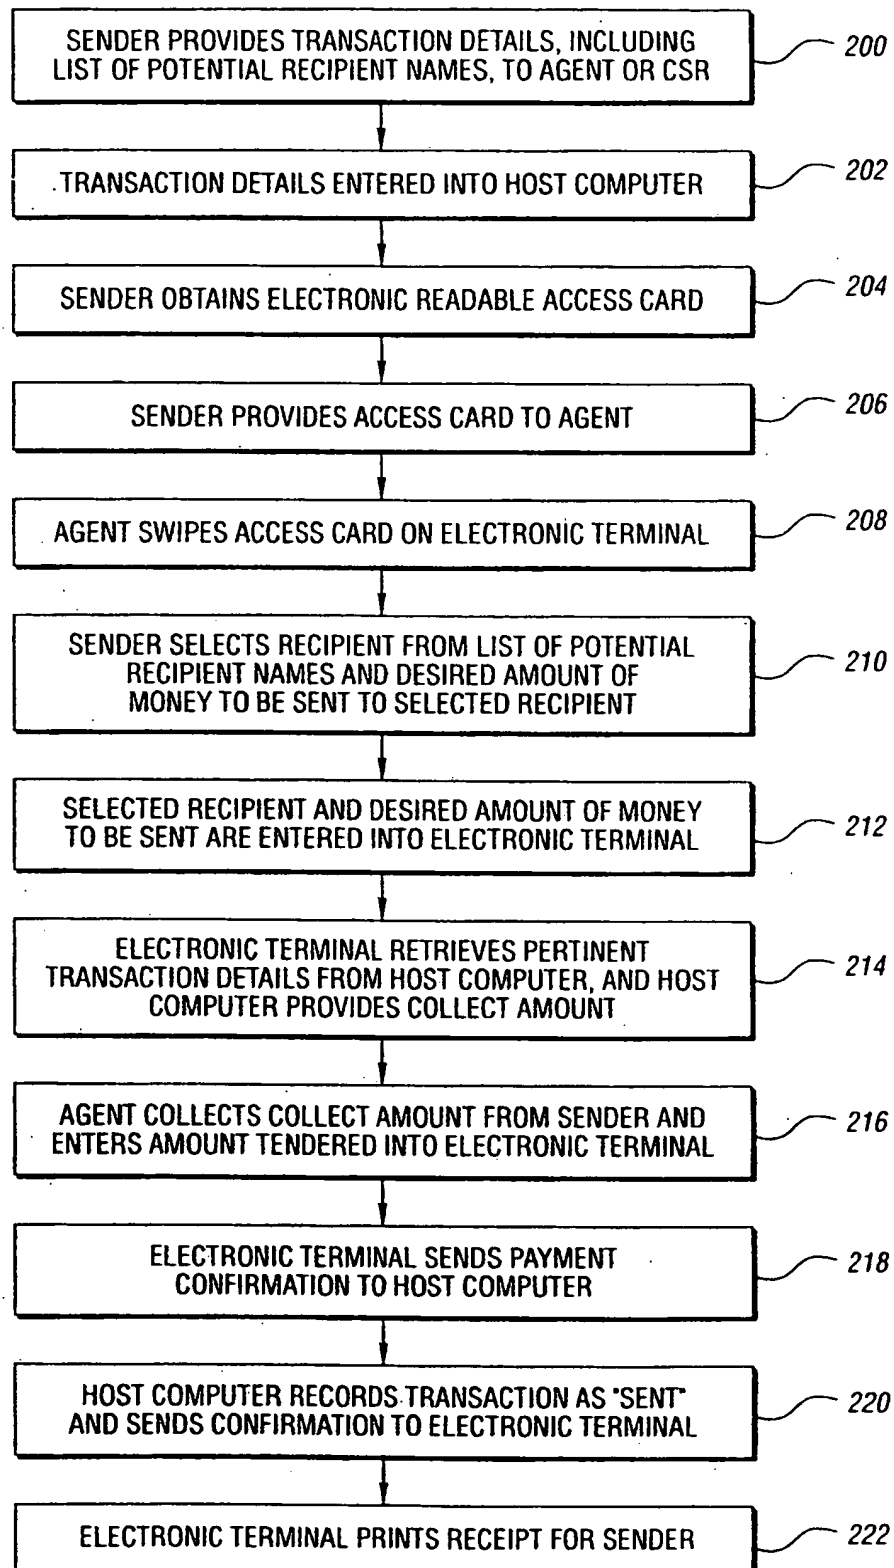 SENDER PROVIDES TRANSACTION DETAILS, INCLUDING
LIST OF POTENTIAL RECIPIENT NAMES, TO AGENT OR CSR
200
TRANSACTION DETAILS ENTERED INTO HOST COMPUTER
202
SENDER OBTAINS ELECTRONIC READABLE ACCESS CARD
204
SENDER PROVIDES ACCESS CARD TO AGENT
206
AGENT SWIPES ACCESS CARD ON ELECTRONIC TERMINAL
208
SENDER SELECTS RECIPIENT FROM LIST OF POTENTIAL
RECIPIENT NAMES AND DESIRED AMOUNT OF
MONEY TO BE SENT TO SELECTED RECIPIENT
210
SELECTED RECIPIENT AND DESIRED AMOUNT OF MONEY
TO BE SENT ARE ENTERED INTO ELECTRONIC TERMINAL
212
ELECTRONIC TERMINAL RETRIEVES PERTINENT
TRANSACTION DETAILS FROM HOST COMPUTER, AND HOST
COMPUTER PROVIDES COLLECT AMOUNT
214
AGENT COLLECTS COLLECT AMOUNT FROM SENDER AND
ENTERS AMOUNT TENDERED INTO ELECTRONIC TERMINAL
216
ELECTRONIC TERMINAL SENDS PAYMENT
CONFIRMATION TO HOST COMPUTER
218
HOST COMPUTER RECORDS TRANSACTION AS "SENT"
AND SENDS CONFIRMATION TO ELECTRONIC TERMINAL
220
ELECTRONIC TERMINAL PRINTS RECEIPT FOR SENDER
222